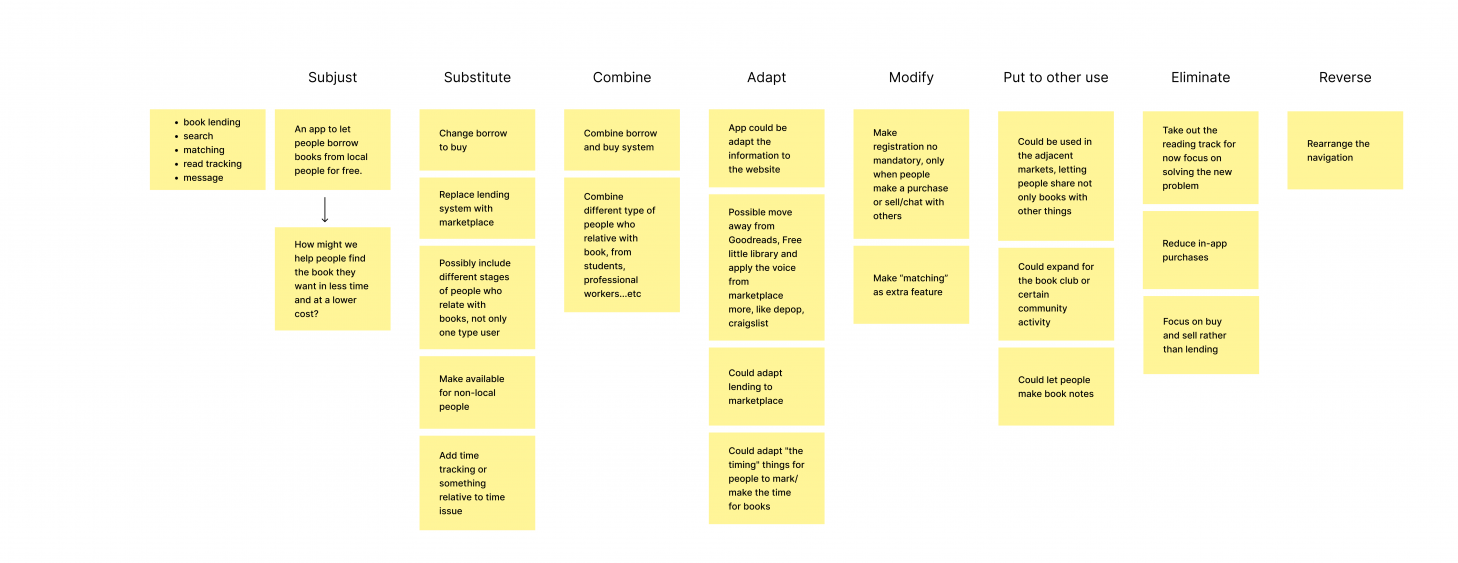 Subjust
Substitute
Combine
Adapt
Modify
Put to other use
Eliminate
Reverse
• book lending
• search
• matching
• read tracking
• message
An app to let
people borrow
books from local
people for free.
How might we
help people find
the book they
want in less time
and at a lower
cost?
Change borrow
to buy
Replace lending
system with
marketplace
Possibly include
different stages
of people who
relate with
books, not only
one type user
Make available
for non-local
people
Add time
tracking or
something
relative to time
issue
Combine borrow
and buy system
Combine
different type of
people who
relative with
book, from
students,
professional
workers...etc
App could be
adapt the
information to
the website
Possible move
away from
Goodreads, Free
little library and
apply the voice
from
marketplace
more, like depop,
craigslist
Could adapt
lending to
marketplace
Could adapt "the
timing" things for
people to mark/
make the time
for books
Make
registration no
mandatory, only
when people
make a purchase
or sell/chat with
others
Make “matching”
as extra feature
Could be used in
the adjacent
markets, letting
people share not
only books with
other things
Could expand for
the book club or
certain
community
activity
Could let people
make book notes
Take out the
reading track for
now focus on
solving the new
problem
Reduce in-app
purchases
Focus on buy
and sell rather
than lending
Rearrange the
navigation